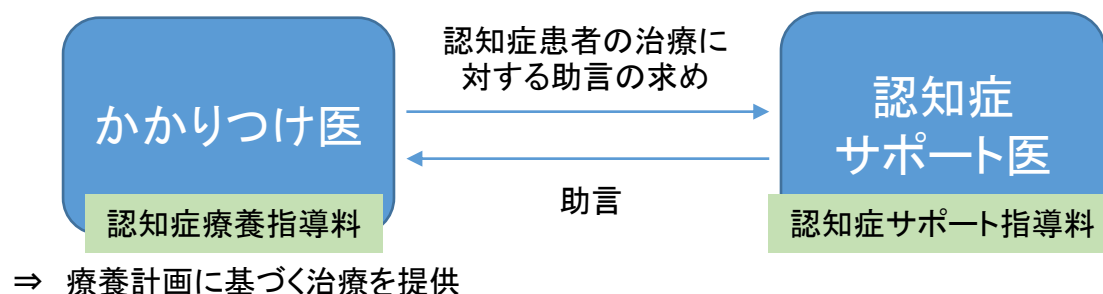 認知症患者の治療に
対する助言の求め
かかりつけ医
認知症
サポート医
助言
認知症療養指導料
認知症サポート指導料
⇒ 療養計画に基づく治療を提供